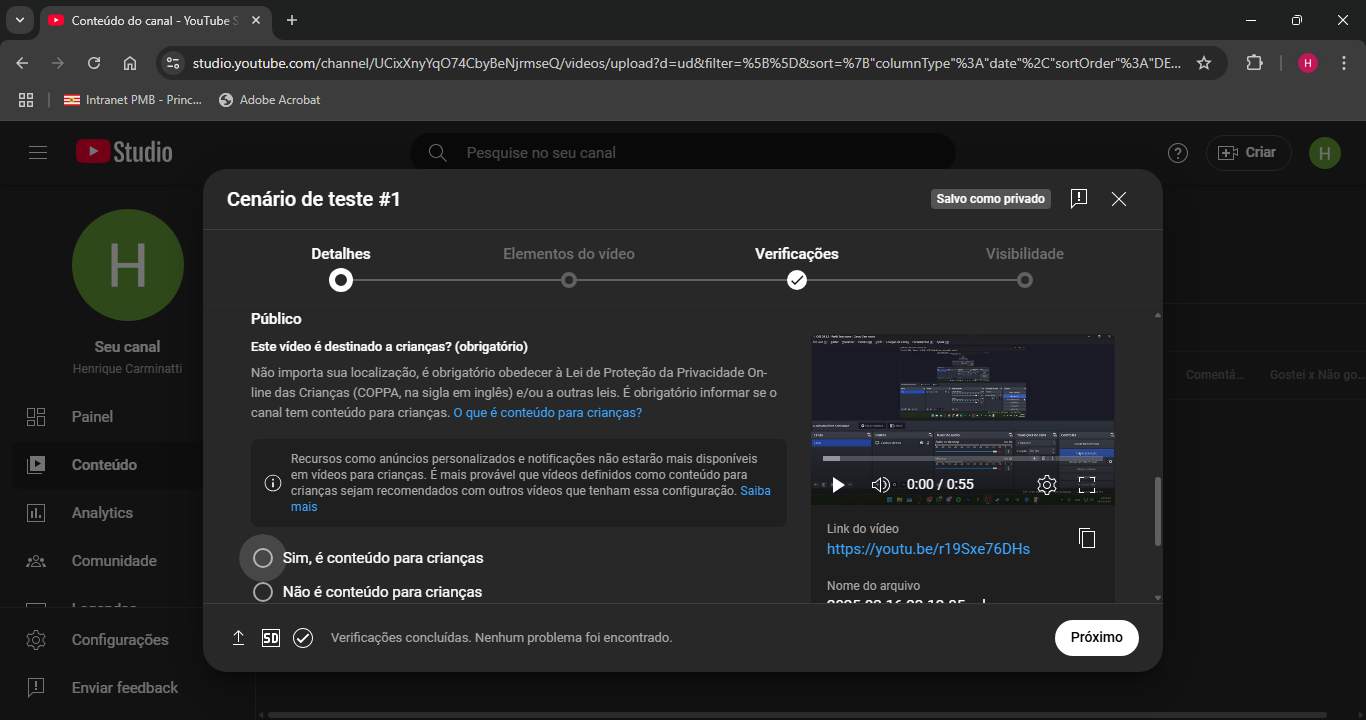 Conteúdo do canal - YouTube S
studio.youtube.com/channel/UCixXnyYqO74CbyBeNjrmseQ/videos/upload?d=ud&filter=%5B%5D&sort=%7B"columnType"%3A"date"%2C"sortOrder"%3A"DE...
H
Intranet PMB - Princ...
Adobe Acrobat
Studio
Pesquise no seu canal
Criar
H
Cenário de teste #1
Salvo como privado
Detalhes
Elementos do vídeo
Verificações
Visibilidade
H
Seu canal
Henrique Carminatti
Painel
Conteúdo
Analytics
Comunidade
Legendas
Configurações
Enviar feedback
Público
Este vídeo é destinado a crianças? (obrigatório)
Não importa sua localização, é obrigatório obedecer à Lei de Proteção da Privacidade On-
line das Crianças (COPPA, na sigla em inglês) e/ou a outras leis. É obrigatório informar se o
canal tem conteúdo para crianças. O que é conteúdo para crianças?
Recursos como anúncios personalizados e notificações não estarão mais disponíveis
em vídeos para crianças. É mais provável que vídeos definidos como conteúdo para
crianças sejam recomendados com outros vídeos que tenham essa configuração. Saiba
mais
Sim, é conteúdo para crianças
Não é conteúdo para crianças
0:00 / 0:55
Link do vídeo
https://youtu.be/r19Sxe76DHs
Nome do arquivo
Comentá...
Gostei x Não go...
SD
Verificações concluídas. Nenhum problema foi encontrado.
Próximo